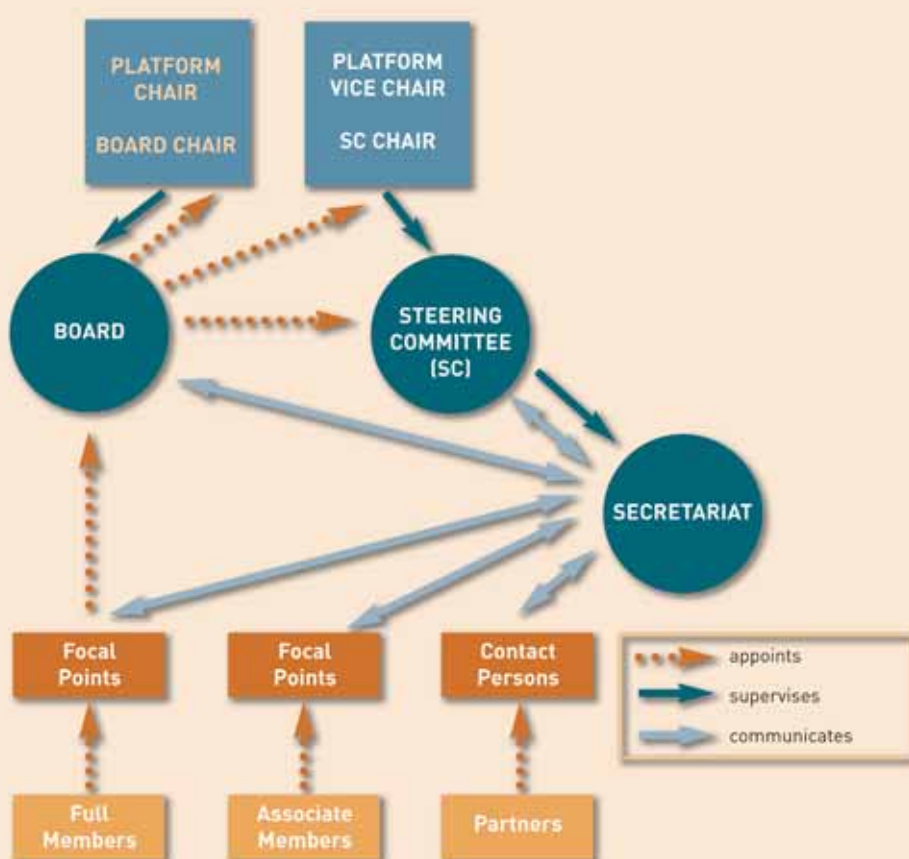 PLATFORM
CHAIR
BOARD CHAIR
PLATFORM
VICE CHAIR
SC CHAIR
BOARD
STEERING
COMMITTEE
(SC)
SECRETARIAT
Focal
Points
Focal
Points
Contact
Persons
appoints
supervises
communicates
Full
Members
Associate
Members
Partners